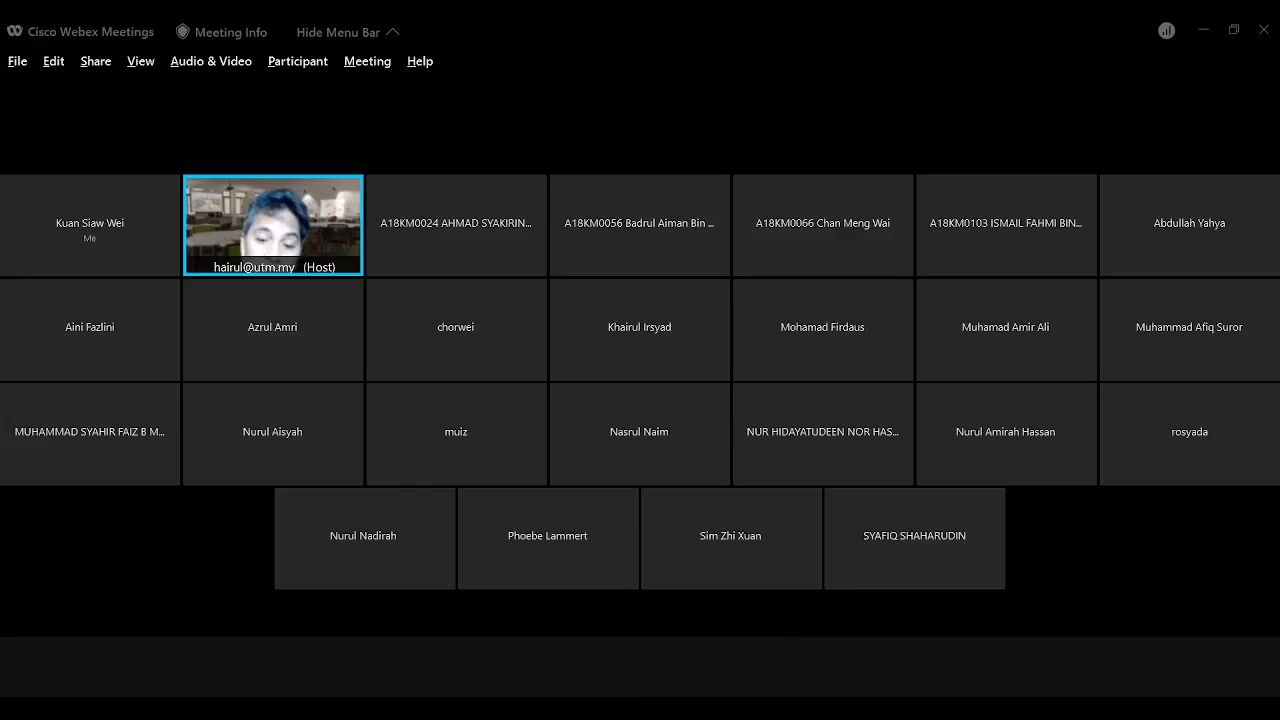 Cisco Webex Meetings Meeting Info Hide Menu Bar
File Edit Share View Audio & Video Participant Meeting Help
Kuan Siaw Wei
Me
hairul@utm.my (Host)
A18KM0024 AHMAD SYAKIRIN...
A18KM0056 Badrul Aiman Bin ...
A18KM0066 Chan Meng Wai
A18KM0103 ISMAIL FAHMI BIN...
Abdullah Yahya
Aini Fazlini
Azrul Amri
chorwei
Khairul Irsyad
Mohamad Firdaus
Muhamad Amir Ali
Muhammad Afiq Suror
MUHAMMAD SYAHIR FAIZ B M...
Nurul Aisyah
muiz
Nasrul Naim
NUR HIDAYATUDEEN NOR HAS...
Nurul Amirah Hassan
rosyada
Nurul Nadirah
Phoebe Lammert
Sim Zhi Xuan
SYAFIQ SHAHARUDIN